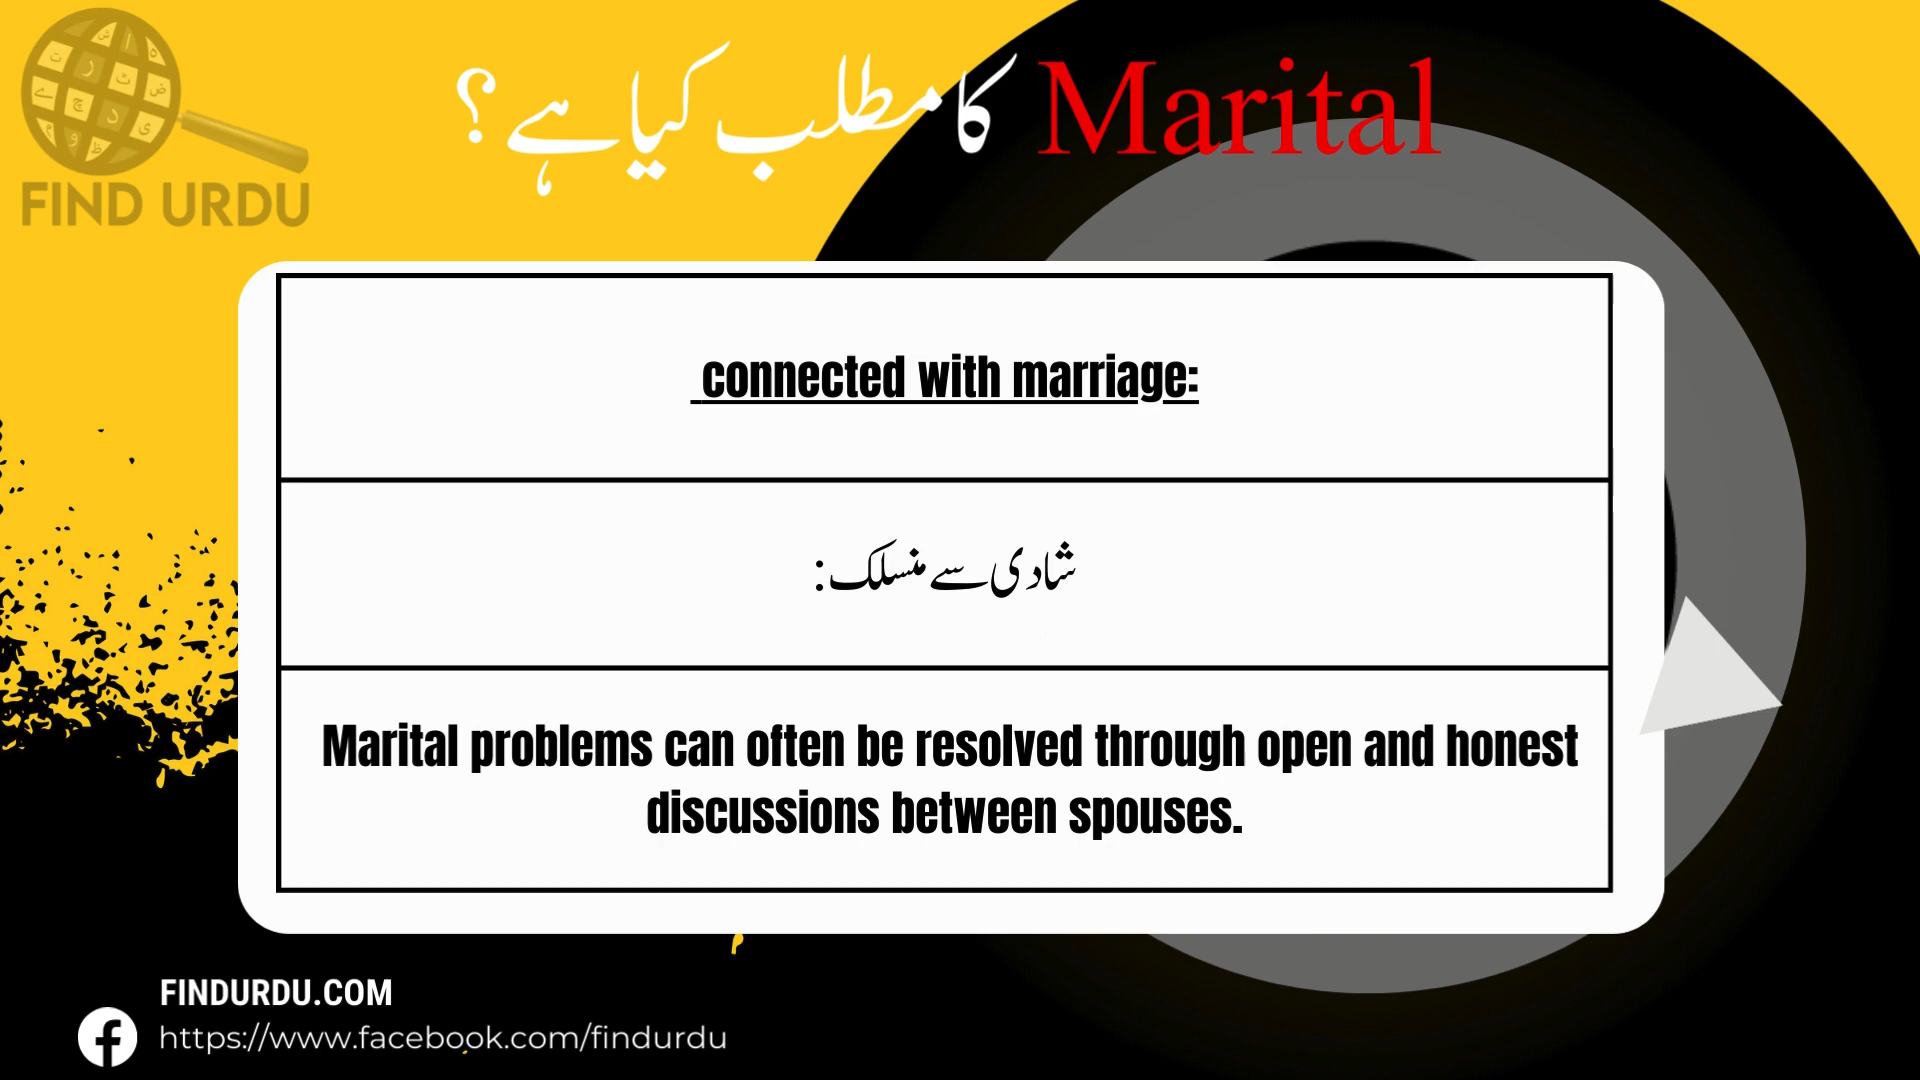 FIND URDU
Marital کا مطلب کیا ہے؟
connected with marriage:
شادی سے منسلک:
Marital problems can often be resolved through open and honest
discussions between spouses.
FINDURDU.COM
https://www.facebook.com/findurdu